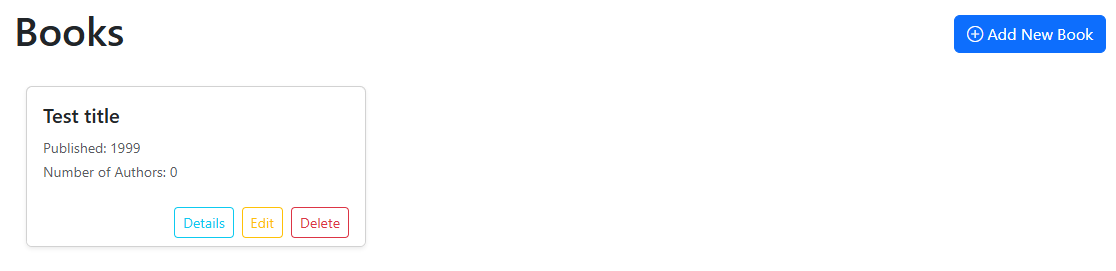 Books
Add New Book
Test title
Published: 1999
Number of Authors: 0
Details Edit Delete